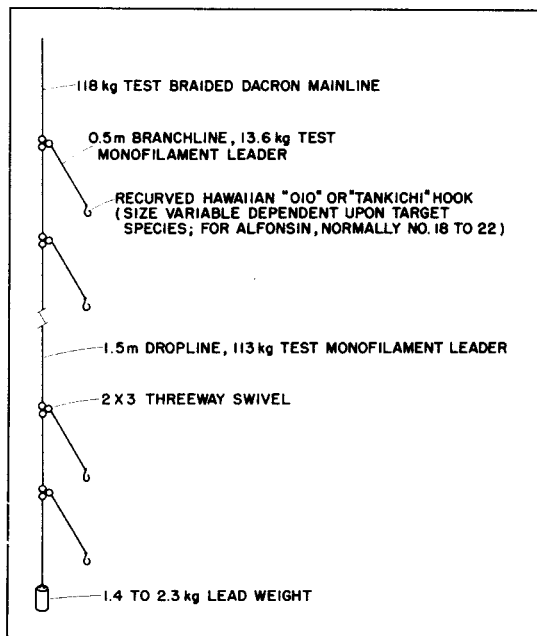 118 kg TEST BRAIDED DACRON MAINLINE
0.5m BRANCHLINE, 13.6 kg TEST
MONOFILAMENT LEADER
RECURVED HAWAIIAN "OIO" OR "TANKICHI" HOOK
(SIZE VARIABLE DEPENDENT UPON TARGET
SPECIES; FOR ALFONSIN, NORMALLY NO. 18 TO 22)
1.5m DROPLINE, 113 kg TEST MONOFILAMENT LEADER
2 X 3 THREEWAY SWIVEL
1.4 TO 2.3 kg LEAD WEIGHT